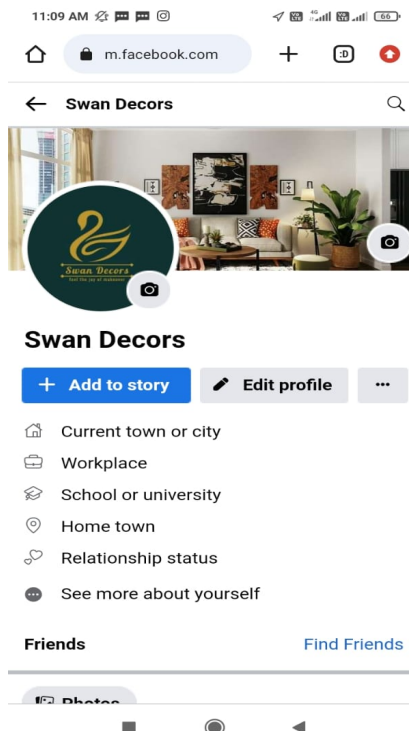 11:09 AM
4G
66
m.facebook.com
:D
Swan Decors
Swan Decors
feel the joy of makeover
Swan Decors
+ Add to story
Edit profile
...
Current town or city
Workplace
School or university
Home town
Relationship status
See more about yourself
Friends
Find Friends
Photos